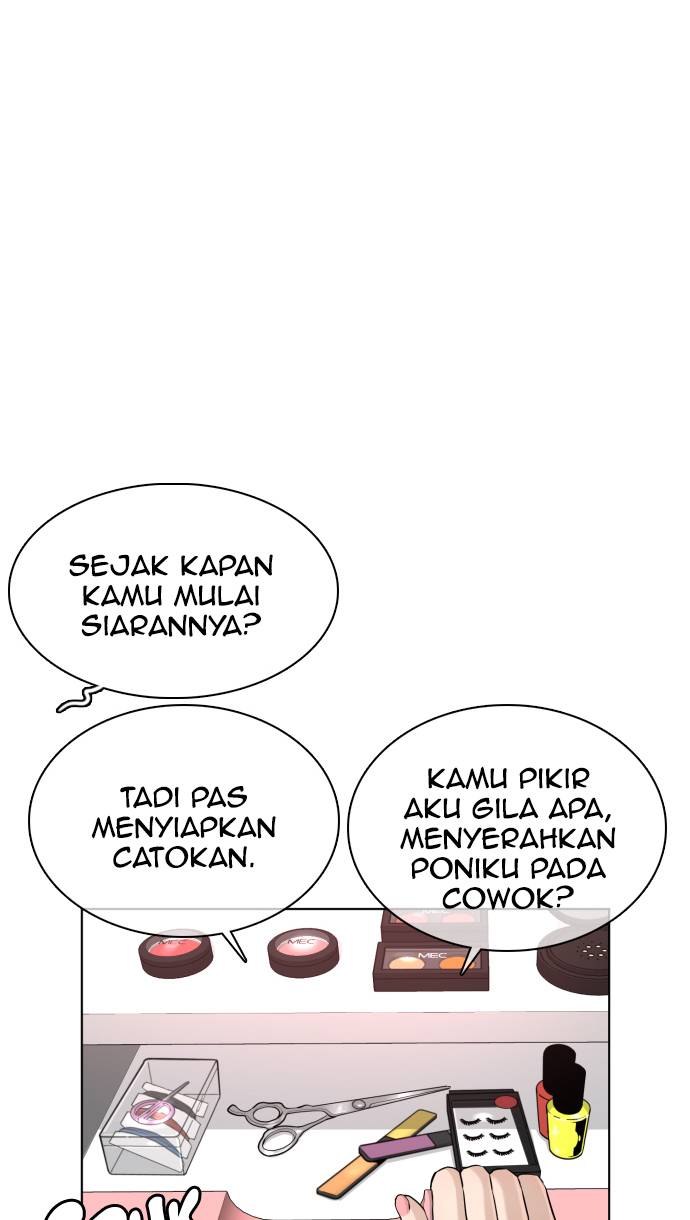 SEJAK KAPAN
KAMU MULAI
SIARANNYA?
TADI PAS
MENYIAPKAN
CATOKAN.
KAMU PIKIR
AKU GILA APA,
MENYERAHKAN
PONIKU PADA
COWOK?
MEC
MEC
MEC